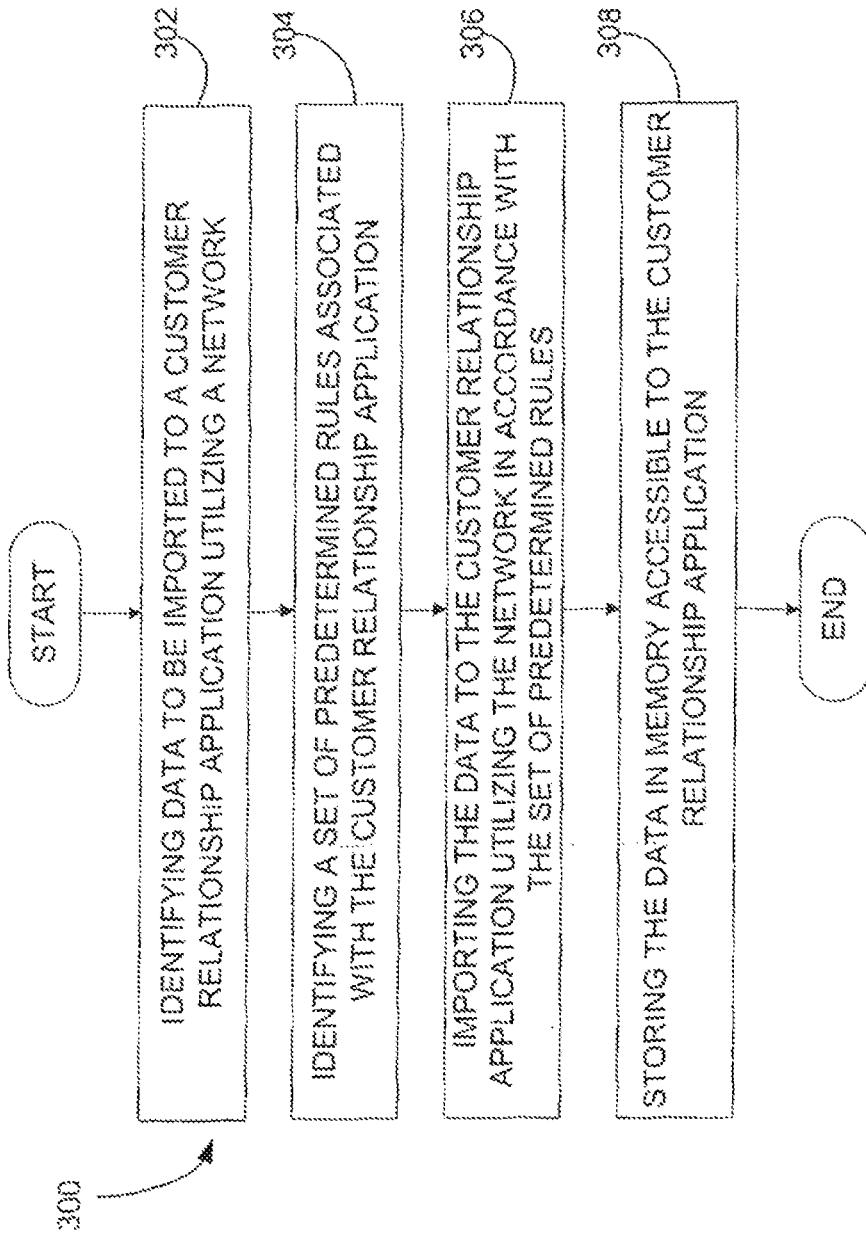 300
START
IDENTIFYING DATA TO BE IMPORTED TO A CUSTOMER
RELATIONSHIP APPLICATION UTILIZING A NETWORK
302
IDENTIFYING A SET OF PREDETERMINED RULES ASSOCIATED
WITH THE CUSTOMER RELATIONSHIP APPLICATION
304
IMPORTING THE DATA TO THE CUSTOMER RELATIONSHIP
APPLICATION UTILIZING THE NETWORK IN ACCORDANCE WITH
THE SET OF PREDETERMINED RULES
306
STORING THE DATA IN MEMORY ACCESSIBLE TO THE CUSTOMER
RELATIONSHIP APPLICATION
308
END